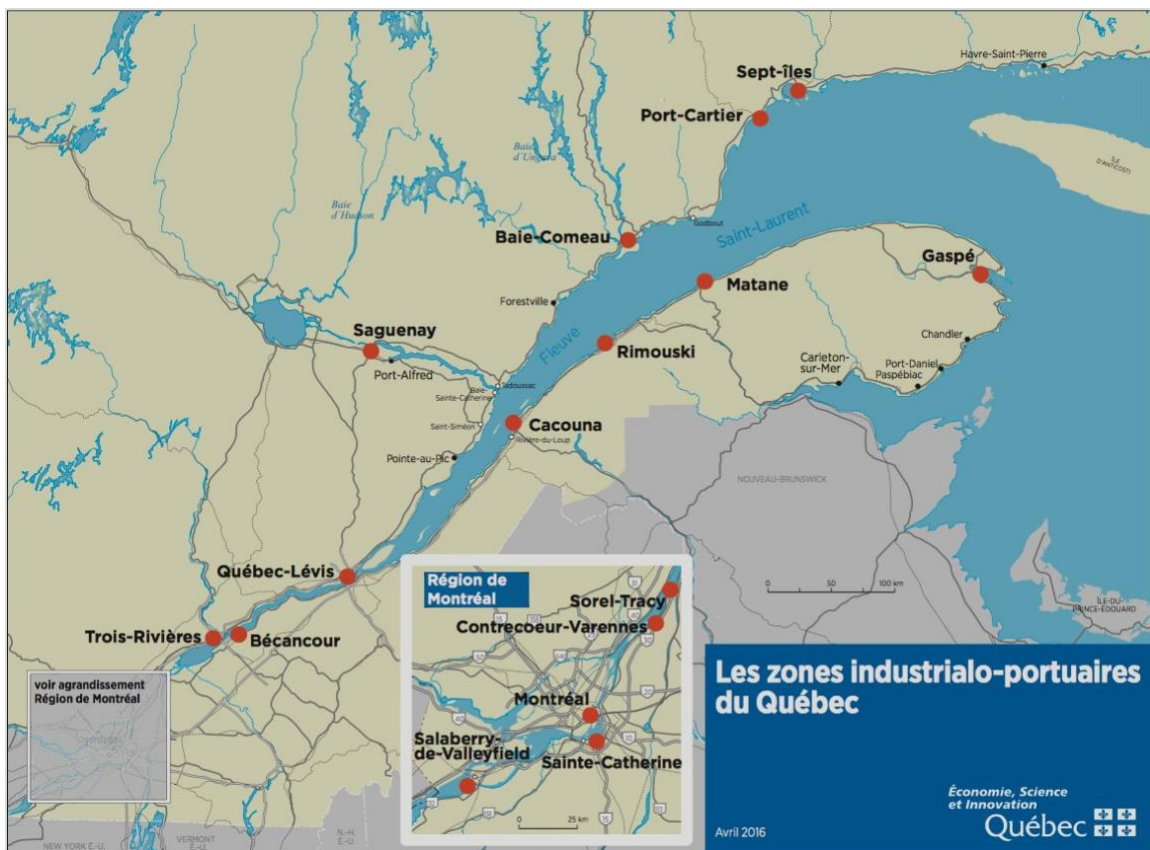 Havre-Saint-Pierre
Sept-îles
Port-Cartier
Baie
d'Ungava
ÎLE
D'ANTICOSTI
Baie
d'Hudson
Godbout
Saint-Laurent
Baie-Comeau
Gaspé
Matane
Forestville
Fleuve
Saguenay
Rimouski
Chandler
Port-Alfred
Carleton-
sur-Mer
Port-Daniel
Paspébiac
Tadoussac
Baie-
Sainte-Catherine
Saint-Siméon
Cacouna
Rivière-du-Loup
Pointe-au-Pic
NOUVEAU-BRUNSWICK
Québec-Lévis
0 50 100 km
ÎLE-DU-
PRINCE-ÉDOUARD
Trois-Rivières
Bécancour
voir agrandissement
Région de Montréal
Montréal
Région de
Montréal
Sorel-Tracy
Contrecoeur-Varennes
Montréal
Salaberry-
de-Valleyfield
Sainte-Catherine
0 25 km
NEW YORK É.-U.
VERMONT
É.-U.
N.-H.
É.-U.
Les zones industrialo-portuaires
du Québec
Avril 2016
Économie, Science
et Innovation
Québec